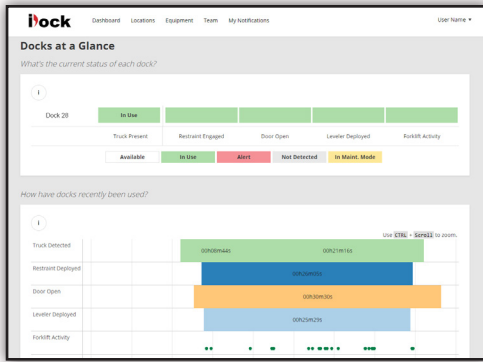 iDock
Dashboard Locations Equipment Team My Notifications User Name
Docks at a Glance
What's the current status of each dock?
i
Dock 28 In Use
Truck Present Restraint Engaged Door Open Leveler Deployed Forklift Activity
Available In Use Alert Not Detected In Maint. Mode
How have docks recently been used?
i
Use CTRL + Scroll to zoom.
Truck Detected 00h08m44s 00h21m16s
Restraint Deployed
Door Open 00h30m30s
Leveler Deployed 00h25m29s
Forklift Activity